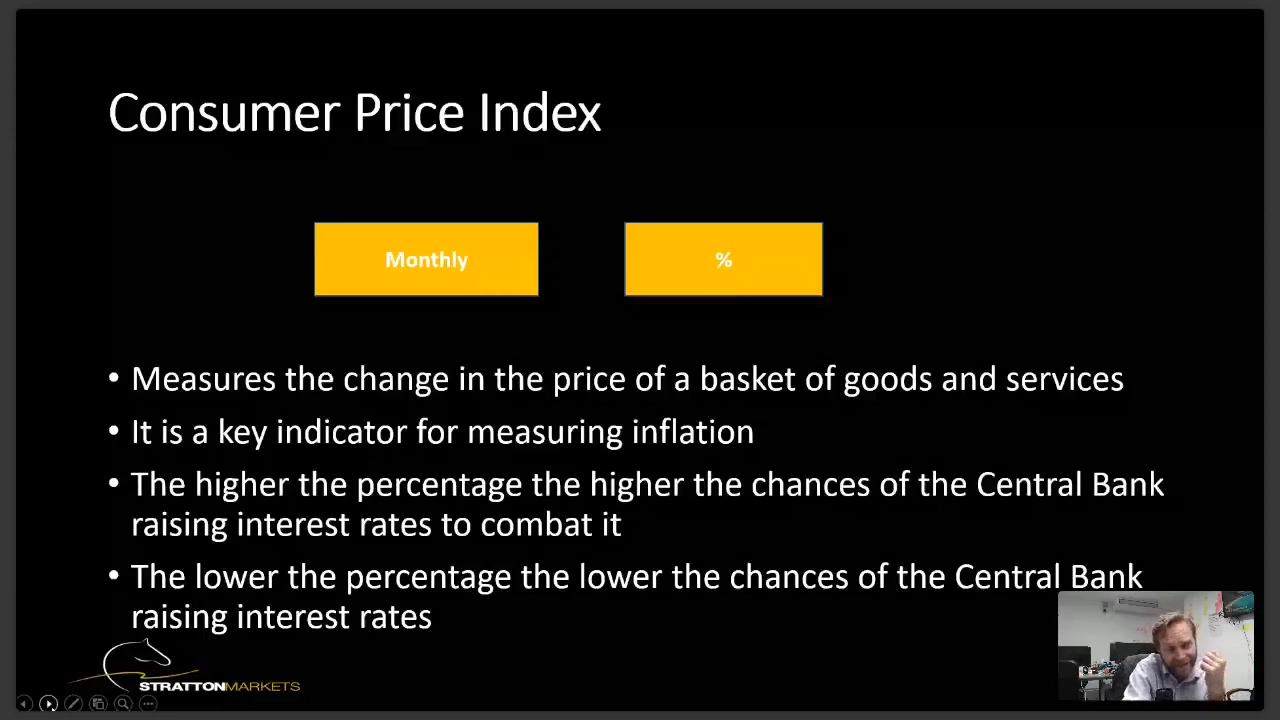 Consumer Price Index
Monthly
%
• Measures the change in the price of a basket of goods and services
• It is a key indicator for measuring inflation
• The higher the percentage the higher the chances of the Central Bank
raising interest rates to combat it
• The lower the percentage the lower the chances of the Central Bank
raising interest rates
STRATTONMARKETS